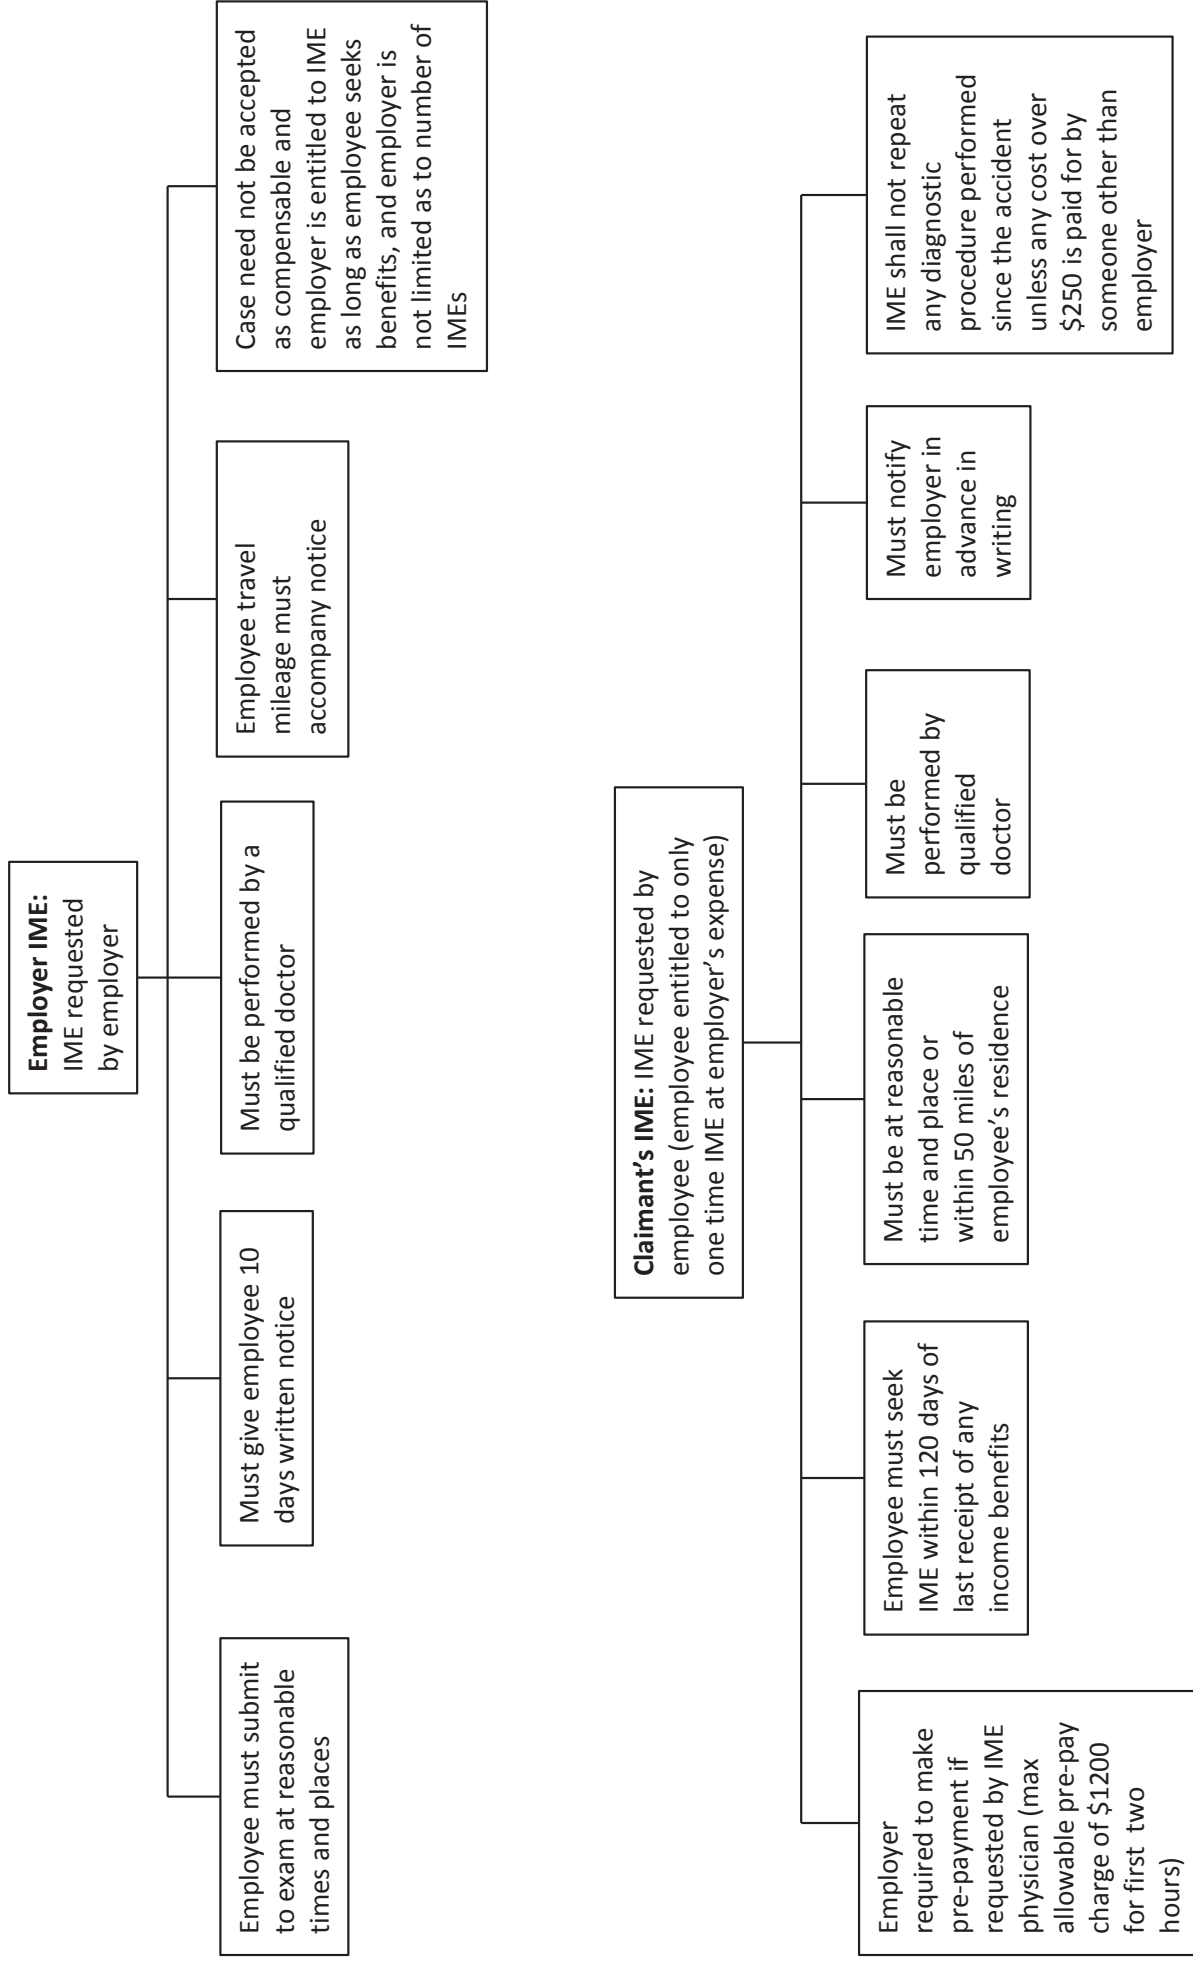 Employer IME:
IME requested
by employer
Employee must submit
to exam at reasonable
times and places
Must give employee 10
days written notice
Must be performed by a
qualified doctor
Employee travel
mileage must
accompany notice
Case need not be accepted
as compensable and
employer is entitled to IME
as long as employee seeks
benefits, and employer is
not limited as to number of
IMEs
Claimant's IME: IME requested by
employee (employee entitled to only
one time IME at employer's expense)
Employer
required to make
pre-payment if
requested by IME
physician (max
allowable pre-pay
charge of $1200
for first two
hours)
Employee must seek
IME within 120 days of
last receipt of any
income benefits
Must be at reasonable
time and place or
within 50 miles of
employee's residence
Must be
performed by
qualified
doctor
Must notify
employer in
advance in
writing
IME shall not repeat
any diagnostic
procedure performed
since the accident
unless any cost over
$250 is paid for by
someone other than
employer